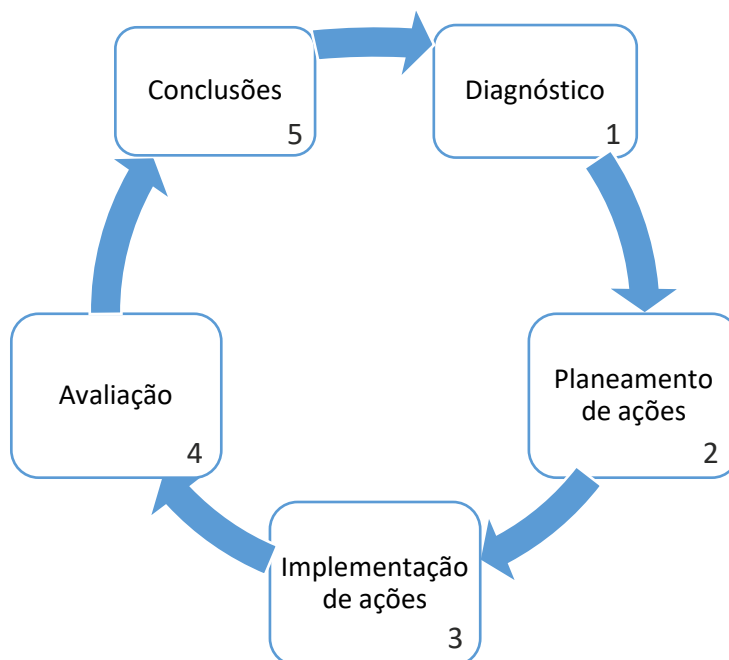 Conclusões
5
Diagnóstico
1
Planeamento
de ações
2
Implementação
de ações
3
Avaliação
4